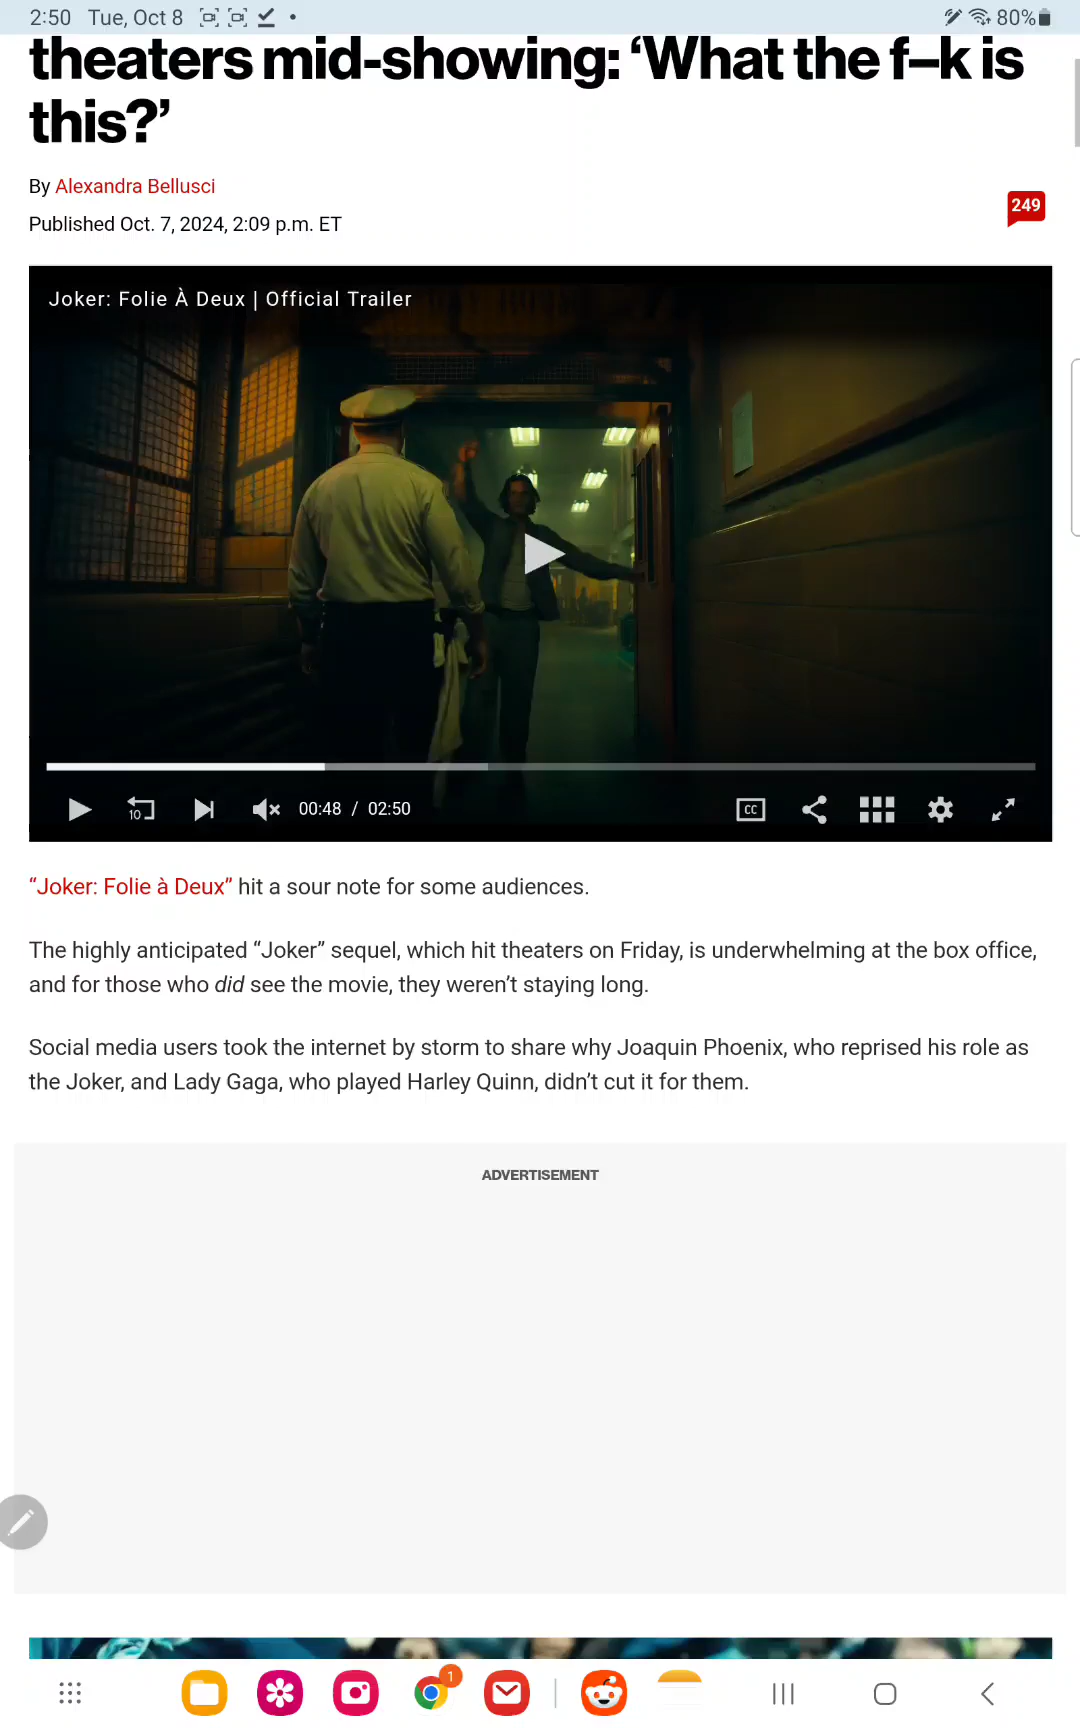 2:50 Tue, Oct 8 80%
theaters mid-showing: ‘What the f–k is
this?’
By Alexandra Bellusci
Published Oct. 7, 2024, 2:09 p.m. ET
249
Joker: Folie À Deux | Official Trailer
10
00:48 / 02:50
CC
“Joker: Folie à Deux” hit a sour note for some audiences.
The highly anticipated “Joker” sequel, which hit theaters on Friday, is underwhelming at the box office,
and for those who did see the movie, they weren’t staying long.
Social media users took the internet by storm to share why Joaquin Phoenix, who reprised his role as
the Joker, and Lady Gaga, who played Harley Quinn, didn’t cut it for them.
ADVERTISEMENT
1